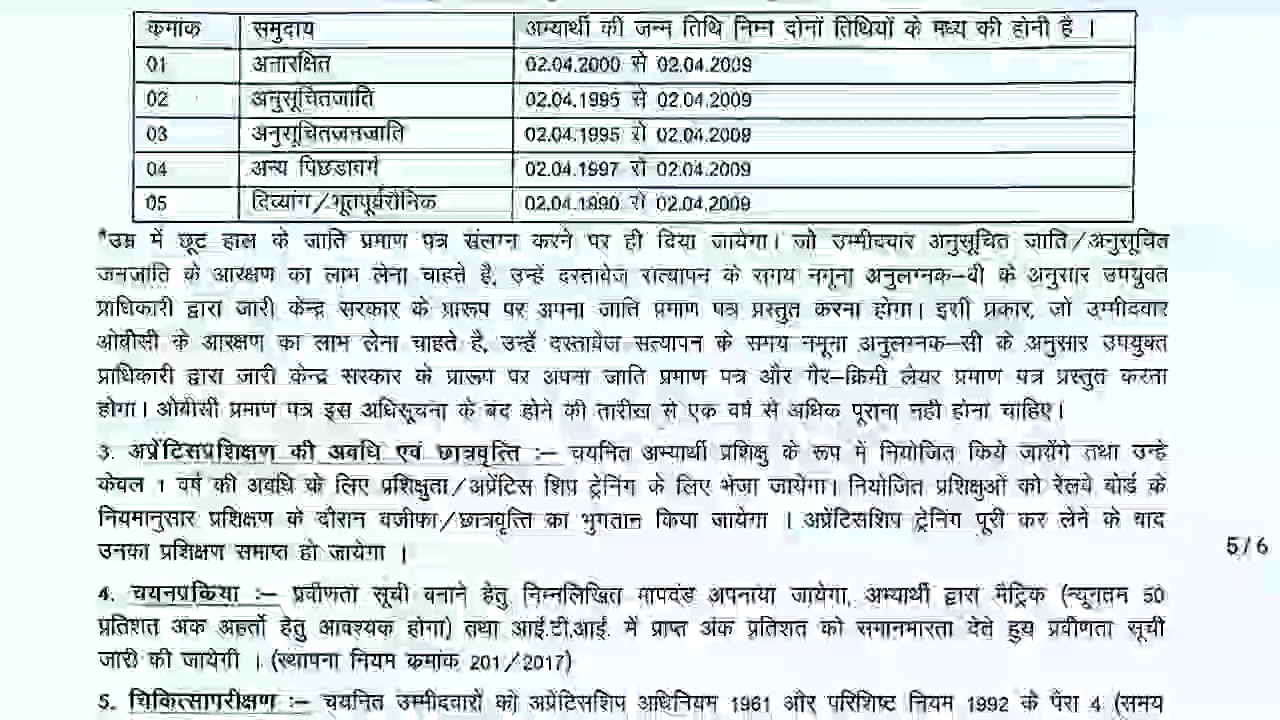 क्रमांक समुदाय अभ्यार्थी की जन्म तिथि निम्न दोनों तिथियों के मध्य की होनी है ।
01 अनारक्षित 02.04.2000 से 02.04.2009
02 अनुसूचितजाति 02.04.1995 से 02.04.2009
03 अनुसूचितजनजाति 02.04.1995 से 02.04.2009
04 अन्य पिछडावर्ग 02.04.1997 से 02.04.2009
05 दिव्यांग/भूतपूर्वसैनिक 02.04.1990 से 02.04.2009
*उम्र में छूट हाल के जाति प्रमाण पत्र संलग्न करने पर ही दिया जायेगा। जो उम्मीदवार अनुसूचित जाति/अनुसूचित
जनजाति के आरक्षण का लाभ लेना चाहते है, उन्हें दस्तावेज सत्यापन के समय नमूना अनुलग्नक–बी के अनुसार उपयुक्त
प्राधिकारी द्वारा जारी केन्द्र सरकार के प्रारूप पर अपना जाति प्रमाण पत्र प्रस्तुत करना होगा। इसी प्रकार, जो उम्मीदवार
ओबीसी के आरक्षण का लाभ लेना चाहते है, उन्हें दस्तावेज सत्यापन के समय नमूना अनुलग्नक–सी के अनुसार उपयुक्त
प्राधिकारी द्वारा जारी केन्द्र सरकार के प्रारूप पर अपना जाति प्रमाण पत्र और गैर–क्रिमी लेयर प्रमाण पत्र प्रस्तुत करना
होगा। ओबीसी प्रमाण पत्र इस अधिसूचना के बंद होने की तारीख से एक वर्ष से अधिक पूराना नही होना चाहिए।
3. अप्रेंटिसप्रशिक्षण की अवधि एवं छात्रवृत्ति :– चयनित अभ्यार्थी प्रशिक्षु के रूप में नियोजित किये जायेंगे तथा उन्हे
केवल 1 वर्ष की अवधि के लिए प्रशिक्षुता/अप्रेंटिस शिप ट्रेनिंग के लिए भेजा जायेगा। नियोजित प्रशिक्षुओं को रेलवे बोर्ड के
नियमानुसार प्रशिक्षण के दौरान वजीफा/छात्रवृत्ति का भुगतान किया जायेगा । अप्रेंटिसशिप ट्रेनिंग पूरी कर लेने के बाद
उनका प्रशिक्षण समाप्त हो जायेगा ।
5/6
4. चयनप्रक्रिया :– प्रवीणता सूची बनाने हेतु निम्नलिखित मापदंड अपनाया जायेगा, अभ्यार्थी द्वारा मैट्रिक (न्यूनतम 50
प्रतिशत अंक अहर्ता हेतु आवश्यक होगा) तथा आई.टी.आई. में प्राप्त अंक प्रतिशत को समानभारता देते हुए प्रवीणता सूची
जारी की जायेगी । (स्थापना नियम क्रमांक 201/2017)
5. चिकित्सापरीक्षण :– चयनित उम्मीदवारों को अप्रेंटिसशिप अधिनियम 1961 और परिशिष्ट नियम 1992 के पैरा 4 (समय